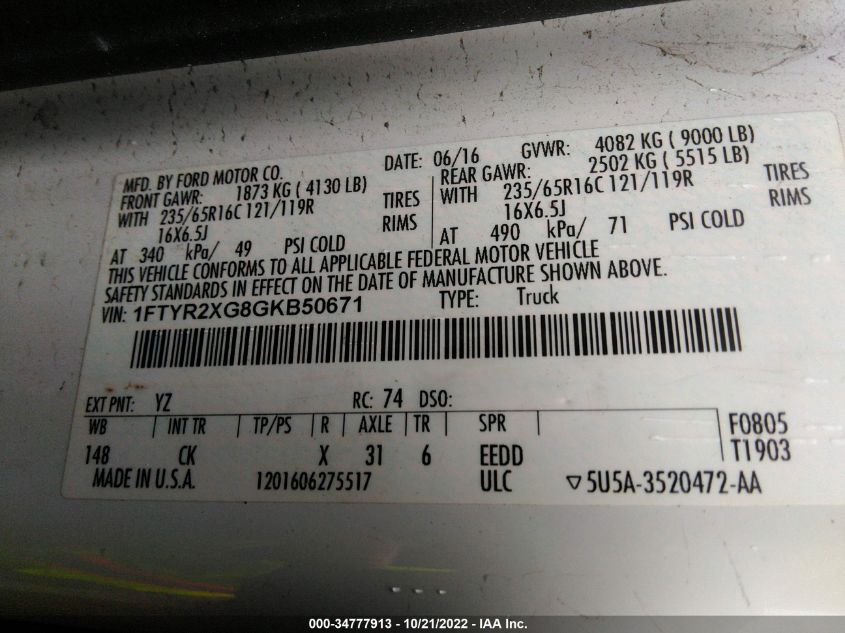 MFD. BY FORD MOTOR CO. DATE: 06/16 GVWR: 4082 KG ( 9000 LB)
FRONT GAWR: 1873 KG ( 4130 LB) REAR GAWR: 2502 KG ( 5515 LB)
WITH 235/65R16C 121/119R TIRES WITH 235/65R16C 121/119R TIRES
16X6.5J RIMS 16X6.5J RIMS
AT 340 kPa/ 49 PSI COLD AT 490 kPa/ 71 PSI COLD
THIS VEHICLE CONFORMS TO ALL APPLICABLE FEDERAL MOTOR VEHICLE
SAFETY STANDARDS IN EFFECT ON THE DATE OF MANUFACTURE SHOWN ABOVE.
VIN: 1FTYR2XG8GKB50671 TYPE: Truck
EXT PNT: YZ RC: 74 DSO:
WB INT TR TP/PS R AXLE TR SPR F0805
148 CK X 31 6 EEDD T1903
MADE IN U.S.A. 1201606275517 ULC ▽5U5A-3520472-AA
000-34777913 - 10/21/2022 - IAA Inc.